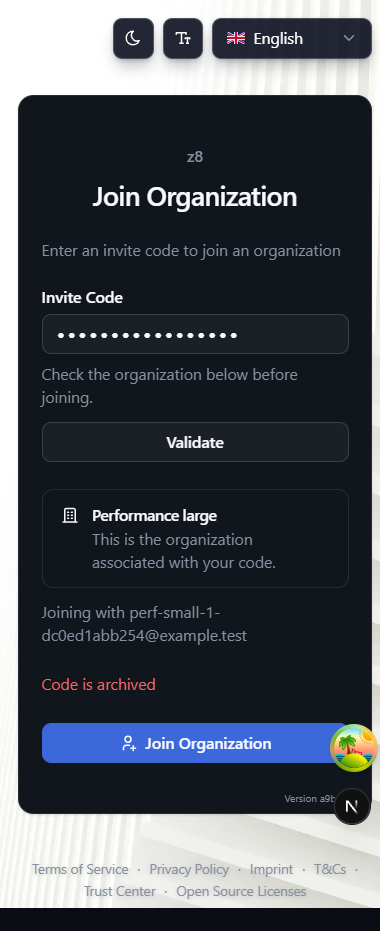 English
z8
Join Organization
Enter an invite code to join an organization
Invite Code
•••••••••••••••••
Check the organization below before
joining.
Validate
Performance large
This is the organization
associated with your code.
Joining with perf-small-1-
dc0ed1abb254@example.test
Code is archived
Join Organization
Version
Terms of Service · Privacy Policy · Imprint · T&Cs ·
Trust Center · Open Source Licenses